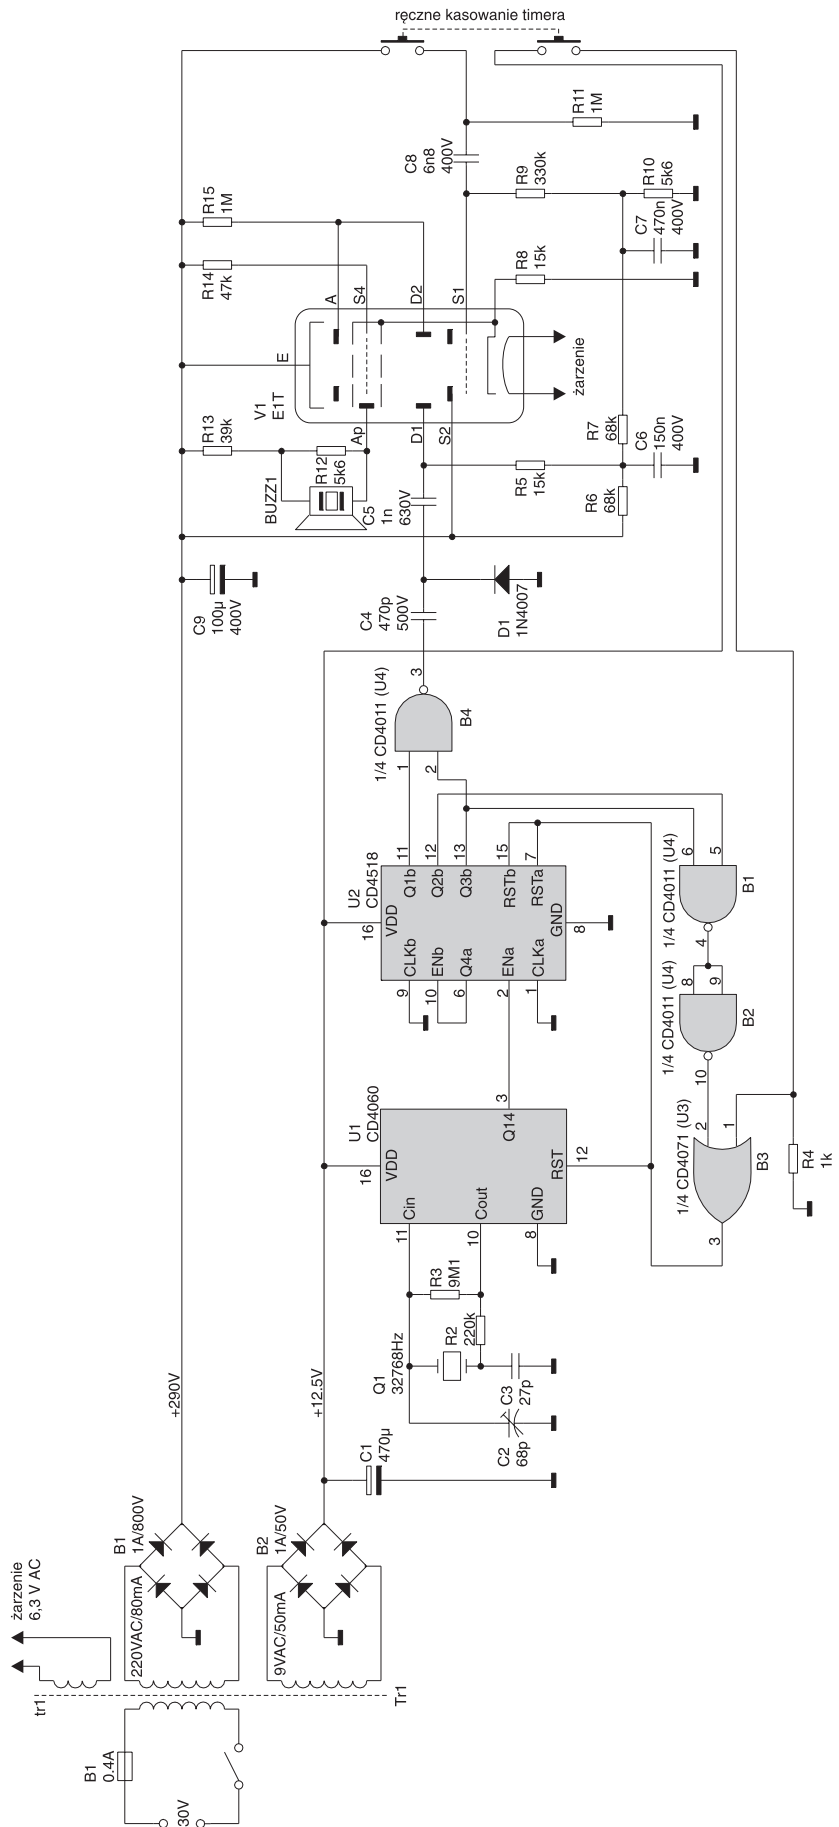 ręczne kasowanie timera
R11
1M
C8
6n8
400V
R9
330k
R10
5k6
R15
1M
R14
47k
C7
470n
400V
R8
15k
A
S4
D2
S1
E
V1
E1T
żarzenie
R13
39k
Ap
D1
S2
R7
68k
C6
150n
400V
BUZZ1
R12
5k6
C5
1n
630V
R5
15k
R6
68k
C9
100µ
400V
C4
470p
500V
D1
1N4007
3
1/4 CD4011 (U4)
B4
1
2
U2
CD4518
16
VDD
11
Q1b
12
Q2b
13
Q3b
15
RSTb
7
RSTa
GND
8
9
CLKb
10
ENb
6
Q4a
2
ENa
1
CLKa
1/4 CD4011 (U4)
6
5
B1
4
1/4 CD4011 (U4)
8
9
B2
10
U1
CD4060
16
VDD
3
Q14
RST
12
11
Cin
10
Cout
8
GND
1/4 CD4071 (U3)
2
1
B3
3
R4
1k
R3
9M1
Q1
32768Hz
R2
220k
C3
27p
C2
68p
+290V
+12.5V
C1
470µ
B1
1A/800V
220VAC/80mA
B2
1A/50V
9VAC/50mA
żarzenie
6,3 V AC
tr1
Tr1
B1
0.4A
30V